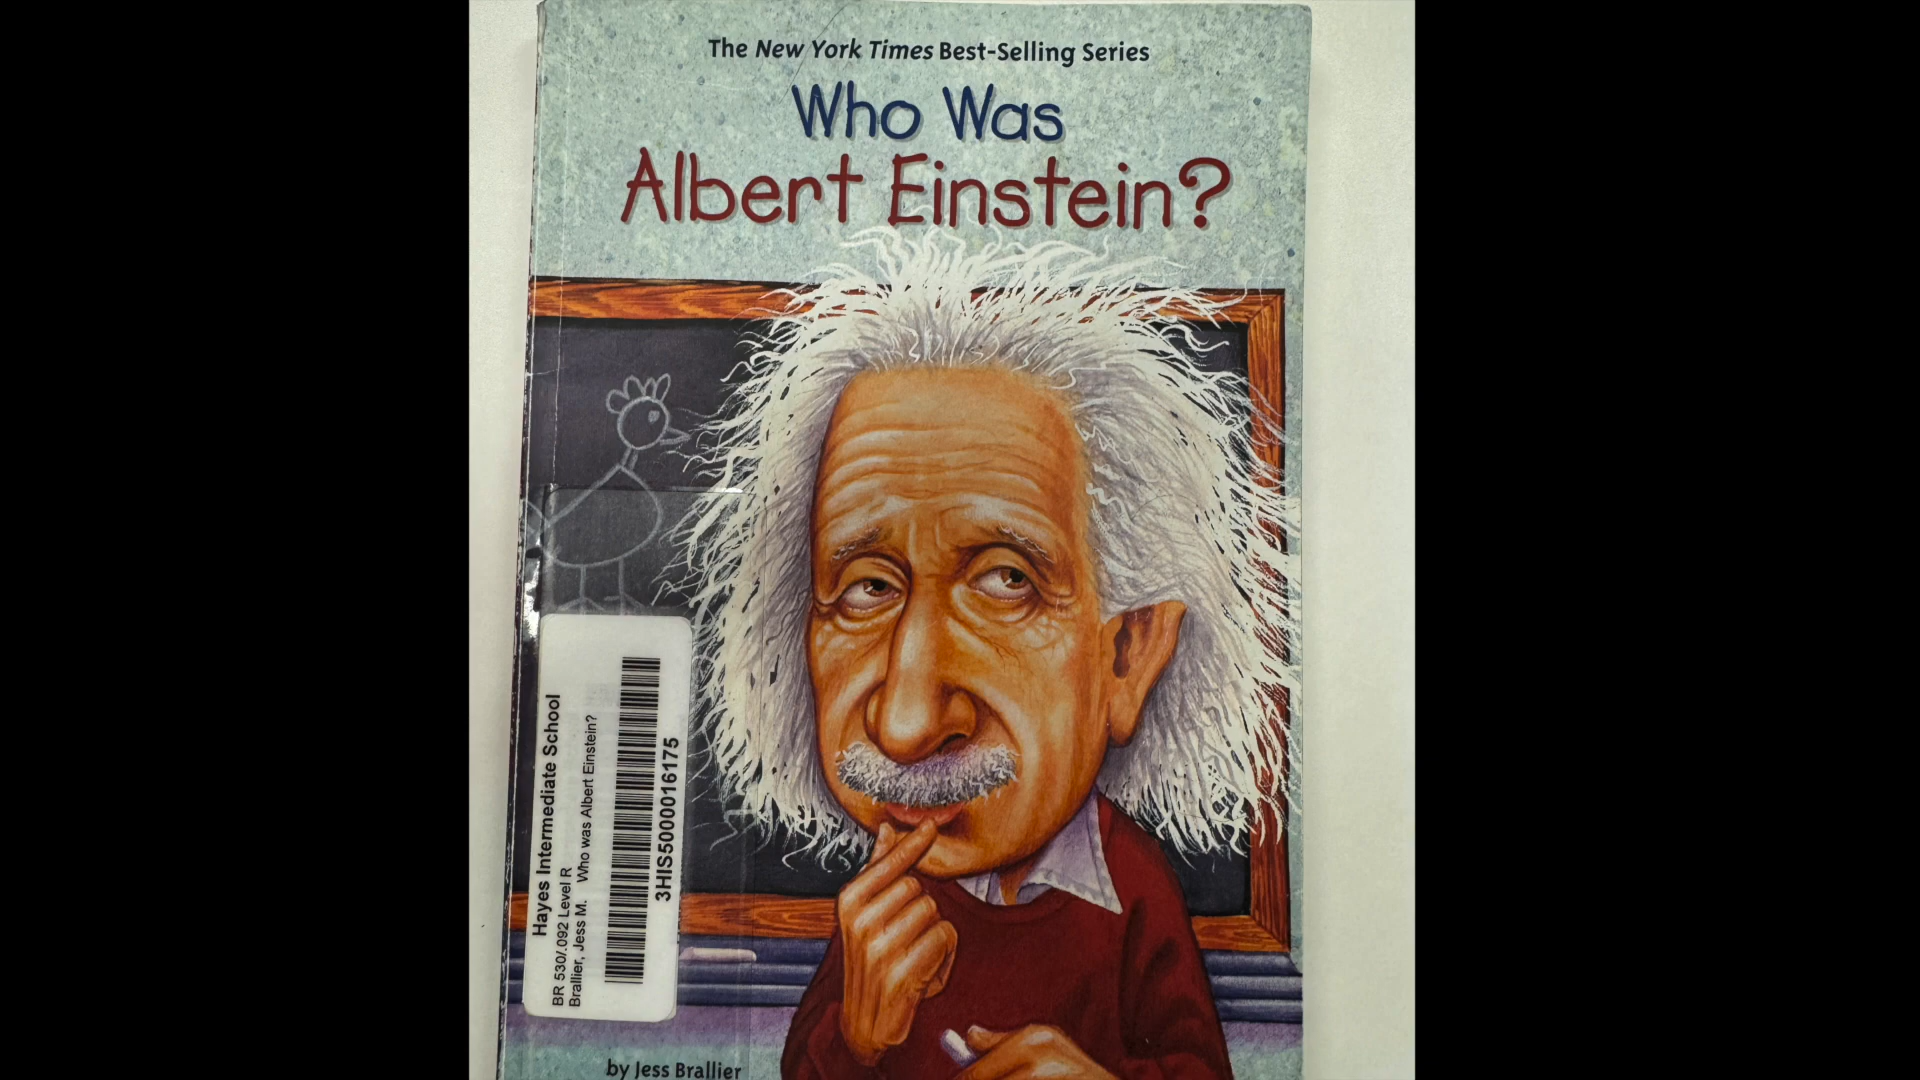 The New York Times Best-Selling Series
Who Was
Albert Einstein?
Hayes Intermediate School
BR 530/.092 Level R
Brallier, Jess M. Who was Albert Einstein?
3HIS5000016175
by Jess Brallier